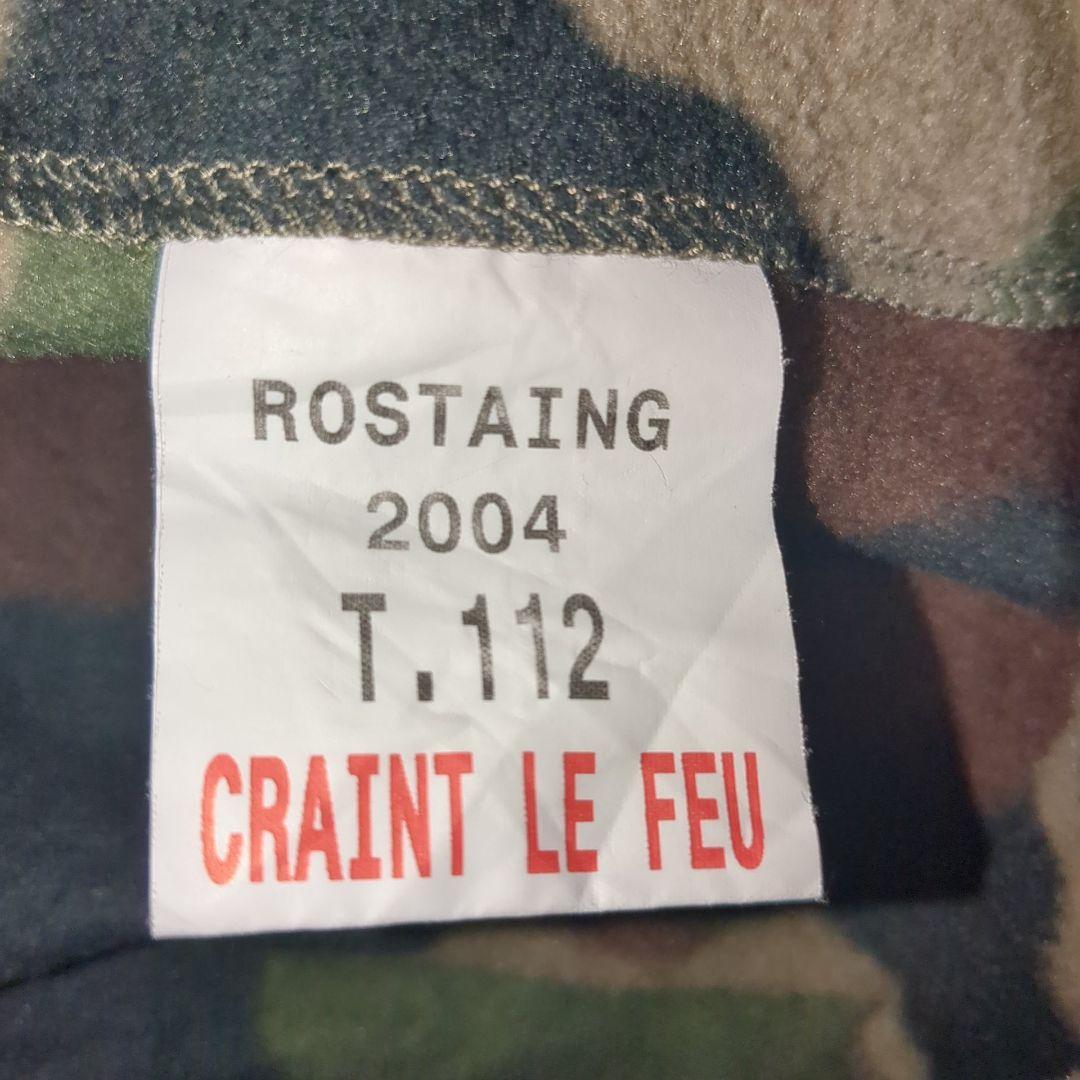 ROSTAING
2004
T.112
CRAINT LE FEU